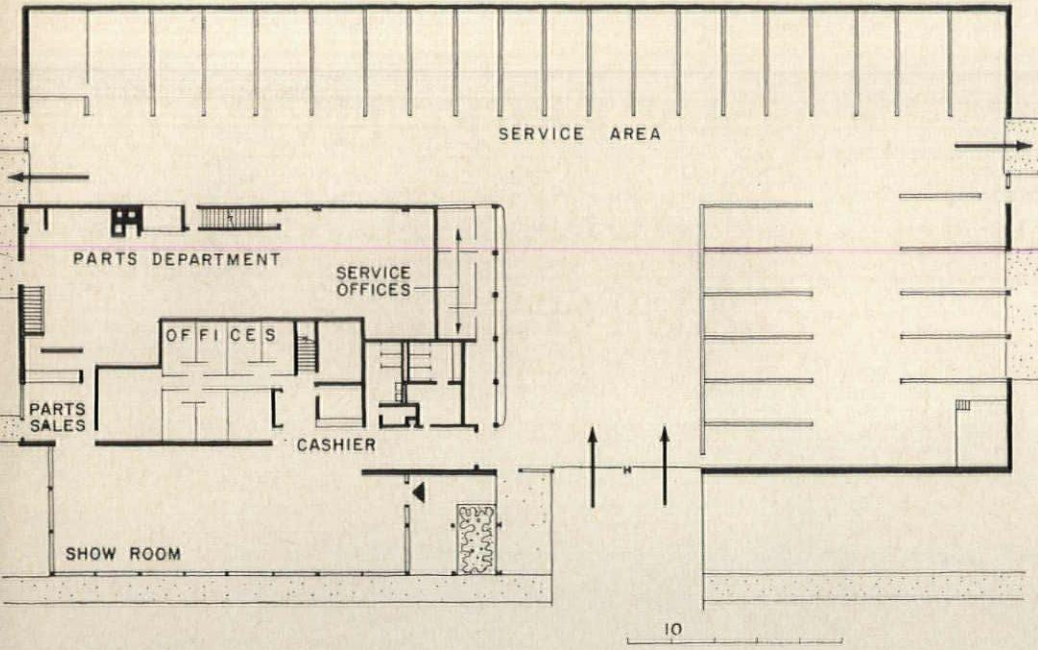 SERVICE AREA
PARTS DEPARTMENT
SERVICE
OFFICES
OFFICES
PARTS
SALES
CASHIER
SHOW ROOM
10